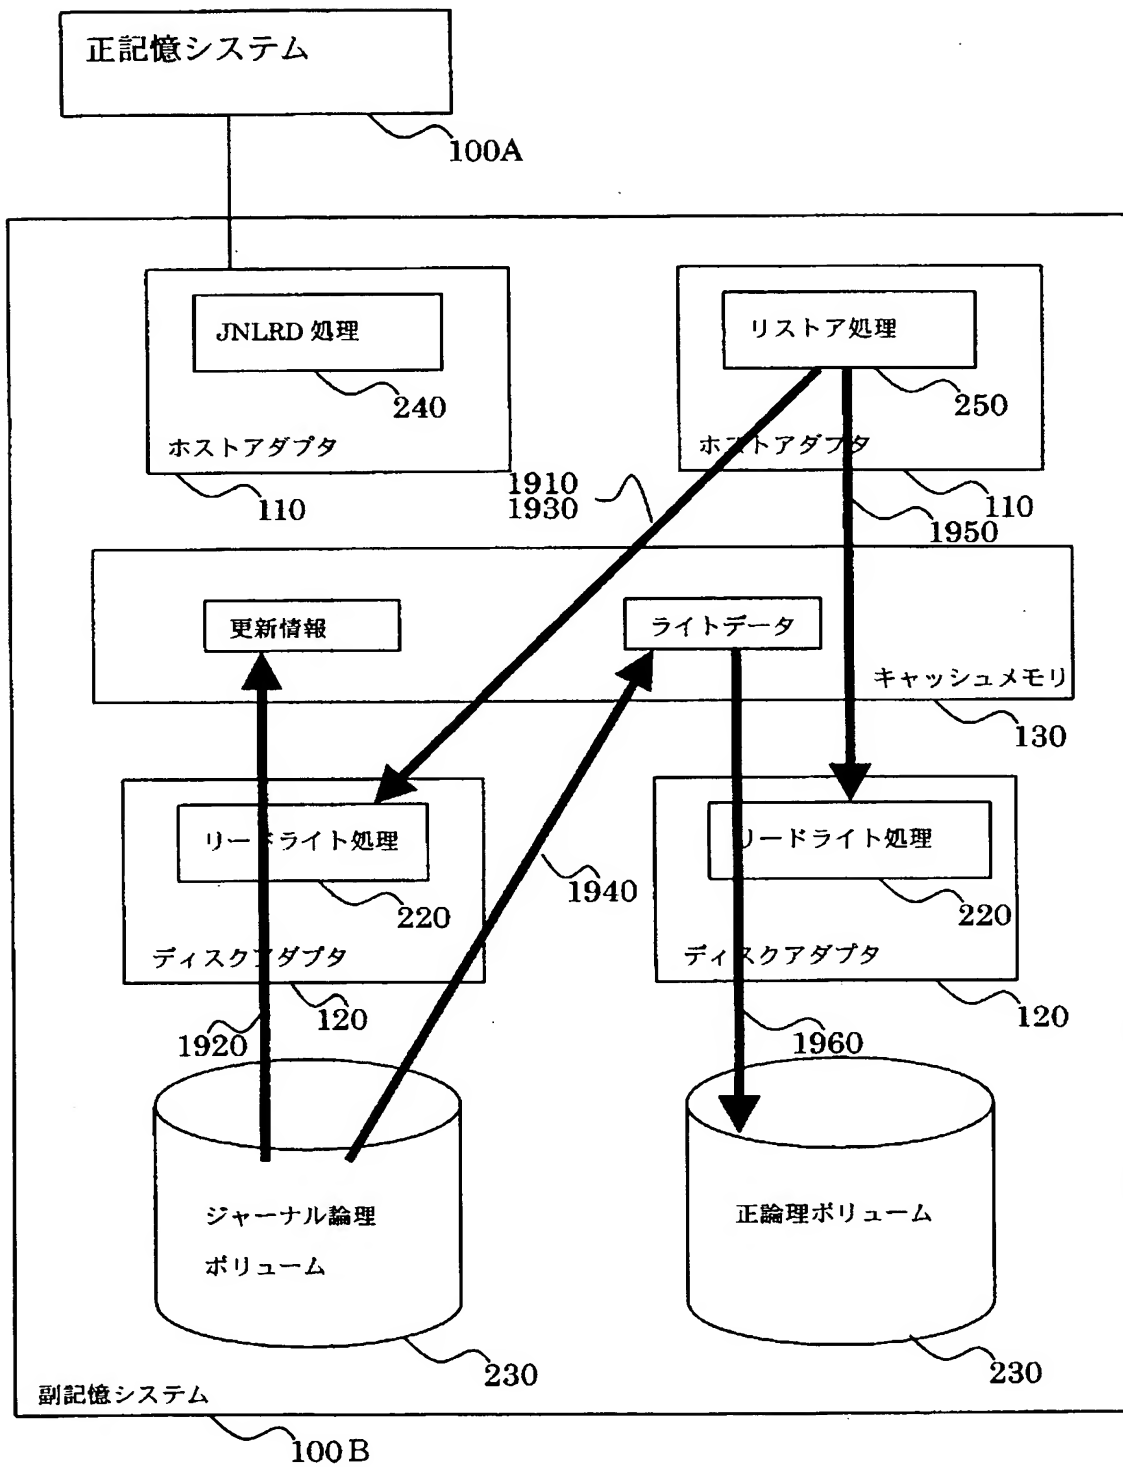 正記憶システム
100A
JNLRD 処理
240
ホストアダプタ
110
リストア処理
250
ホストアダプタ
110
1910
1930
1950
更新情報
ライトデータ
キャッシュメモリ
130
リードライト処理
220
ディスクアダプタ
120
1920
1940
リードライト処理
220
ディスクアダプタ
120
1960
ジャーナル論理
ボリューム
230
正論理ボリューム
230
副記憶システム
100B